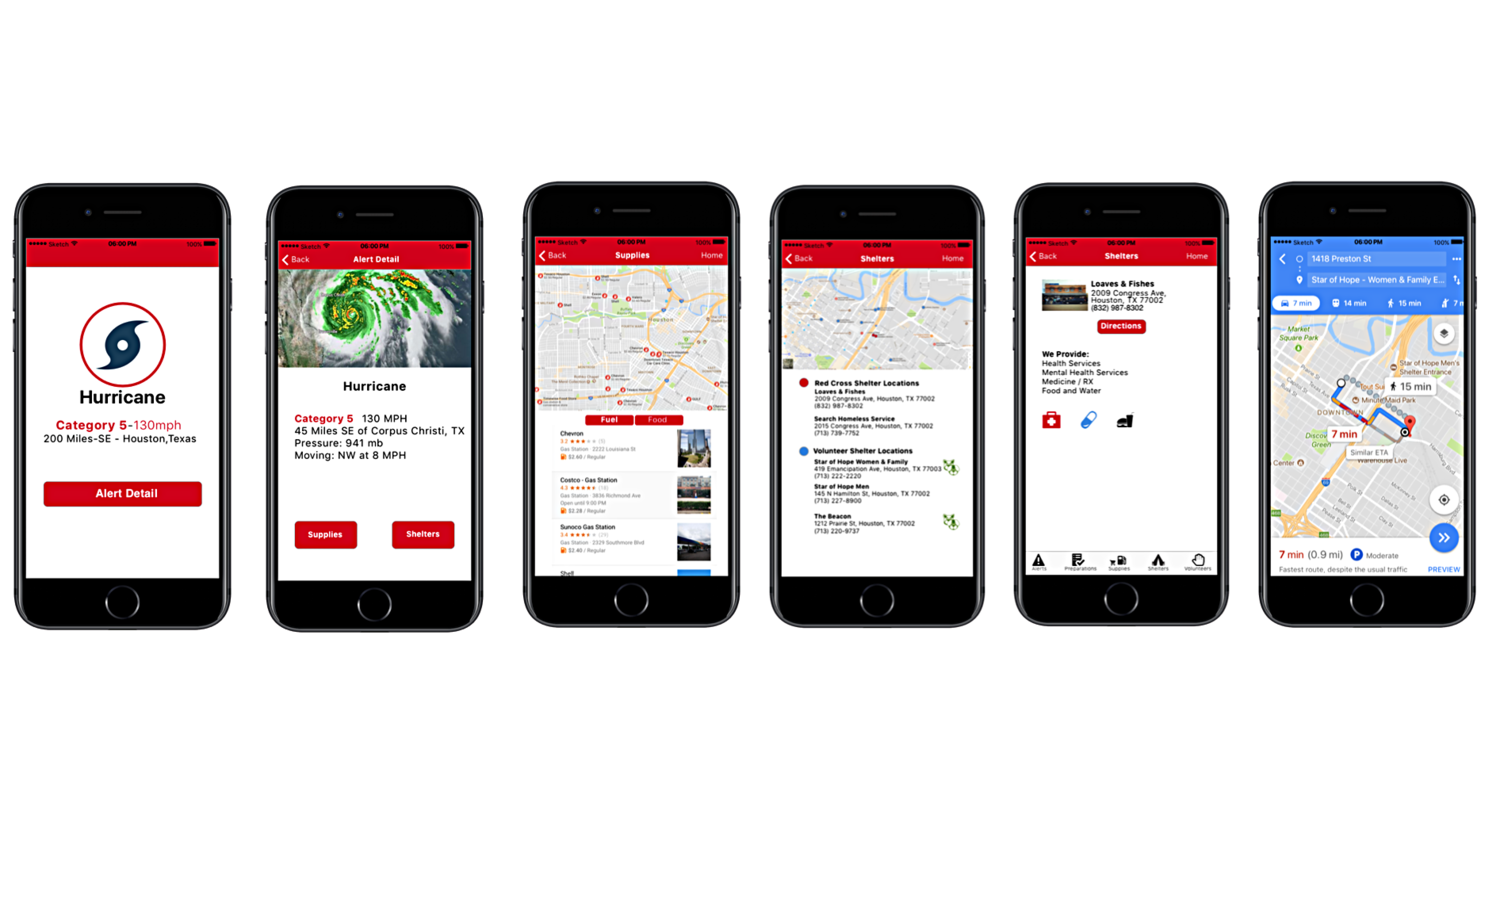 ●●●●● Sketch 06:00 PM 100%
Hurricane
Category 5-130mph
200 Miles-SE - Houston,Texas
Alert Detail
●●●●● Sketch 06:00 PM 100%
Back Alert Detail
Hurricane
Category 5 130 MPH
45 Miles SE of Corpus Christi, TX
Pressure: 941 mb
Moving: NW at 8 MPH
Supplies Shelters
●●●●● Sketch 06:00 PM 100%
Back Supplies Home
Houston
Fuel Food
Chevron
Gas Station 2222 Louisiana St
$2.60 / Regular
Costco - Gas Station
Gas Station · 3836 Richmond Ave
Open until 9:00 PM
$2.28 / Regular
Sunoco Gas Station
Gas Station 2329 Southmore Blvd
$2.40 / Regular
Shell
●●●●● Sketch 06:00 PM 100%
Back Shelters Home
Red Cross Shelter Locations
Loaves & Fishes
2009 Congress Ave, Houston, TX 77002
(832) 987-8302
Search Homeless Service
2015 Congress Ave, Houston, TX 77002
(713) 739-7752
Volunteer Shelter Locations
Star of Hope Women & Family
419 Emancipation Ave, Houston, TX 77003
(713) 222-2220
Star of Hope Men
145 N Hamilton St, Houston, TX 77002
(713) 227-8900
The Beacon
1212 Prairie St, Houston, TX 77002
(713) 220-9737
●●●●● Sketch 06:00 PM 100%
Back Shelters Home
Loaves & Fishes
2009 Congress Ave,
Houston, TX 77002
(832) 987-8302
Directions
We Provide:
Health Services
Mental Health Services
Medicine / RX
Food and Water
Alerts Preparations Supplies Shelters Volunteers
●●●●● Sketch 06:00 PM 100%
1418 Preston St
Star of Hope - Women & Family E...
7 min 14 min 15 min 7 m
Market
Square Park
Star of Hope Men's
Shelter Entrance
15 min
Minute Maid Park
DOWNTOWN
7 min
Similar ETA
Warehouse Live
Center
7 min (0.9 mi) P Moderate
Fastest route, despite the usual traffic PREVIEW